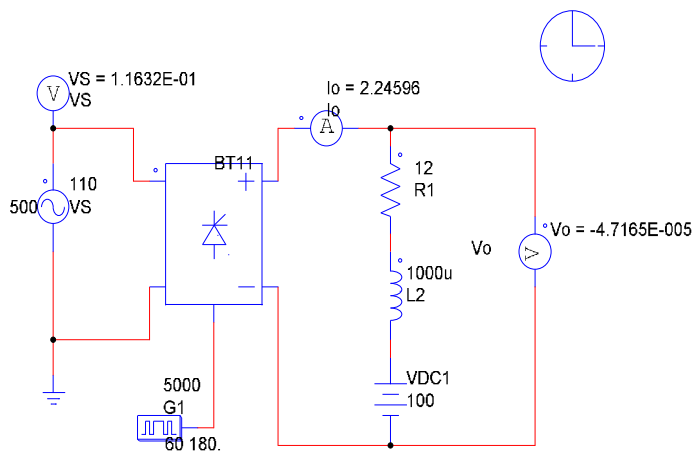 VS = 1.1632E-01
VS
V
Io = 2.24596
Io
A
BT11
110
500
VS
12
R1
Vo = -4.7165E-005
Vo
V
1000u
L2
VDC1
100
5000
G1
60 180.